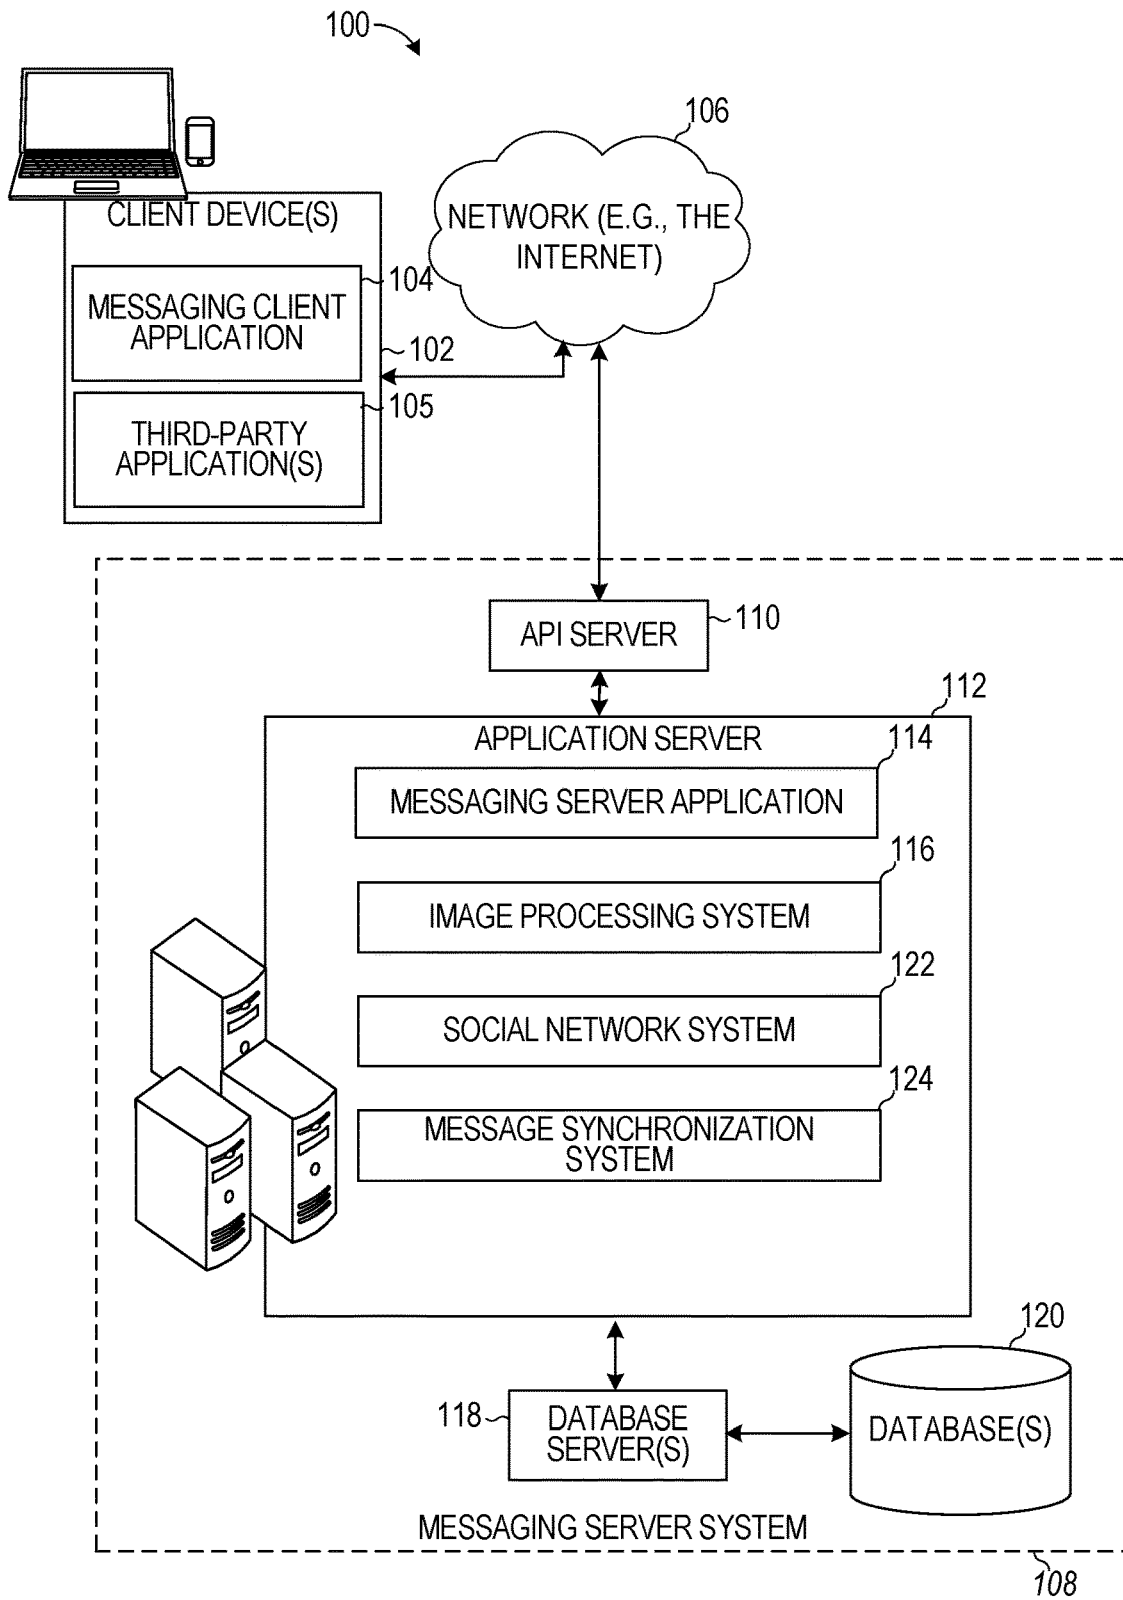 100
106
CLIENT DEVICE(S)
NETWORK (E.G., THE
INTERNET)
104
MESSAGING CLIENT
APPLICATION
102
105
THIRD-PARTY
APPLICATION(S)
API SERVER
110
112
APPLICATION SERVER
114
MESSAGING SERVER APPLICATION
116
IMAGE PROCESSING SYSTEM
122
SOCIAL NETWORK SYSTEM
124
MESSAGE SYNCHRONIZATION
SYSTEM
120
118
DATABASE
SERVER(S)
DATABASE(S)
MESSAGING SERVER SYSTEM
108